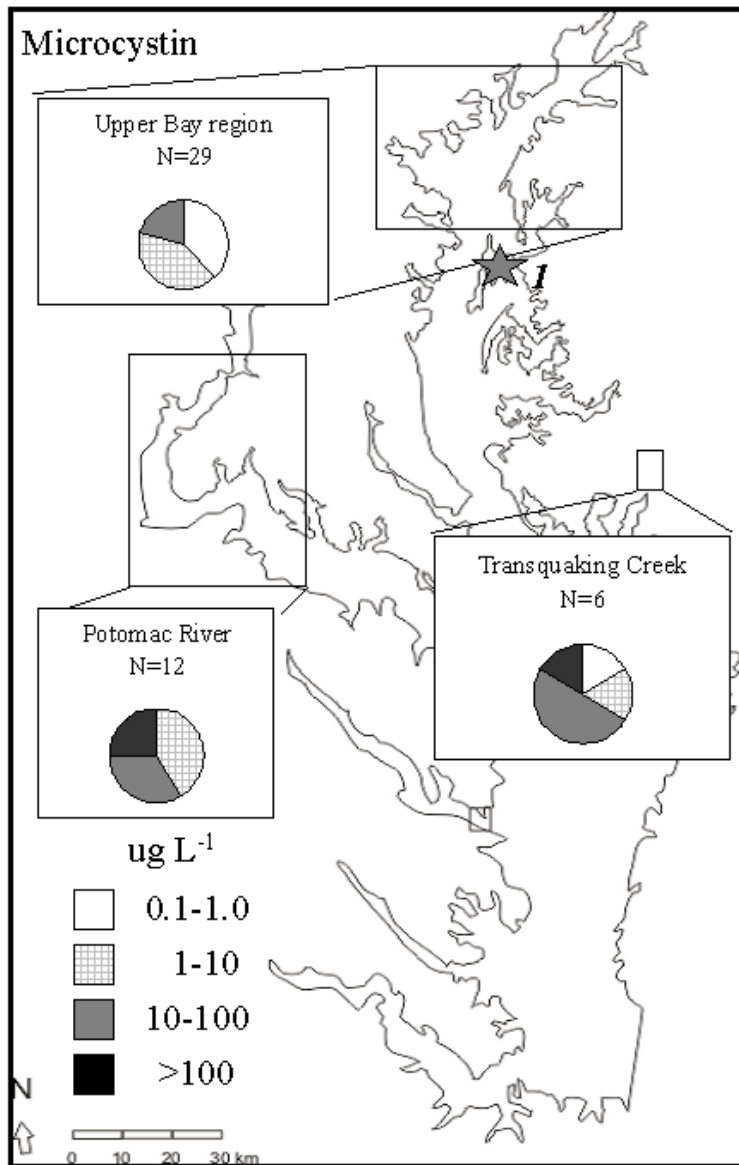 Microcystin
Upper Bay region
N=29
1
Transquaking Creek
N=6
Potomac River
N=12
ug L⁻¹
0.1-1.0
1-10
10-100
>100
N
0 10 20 30 km